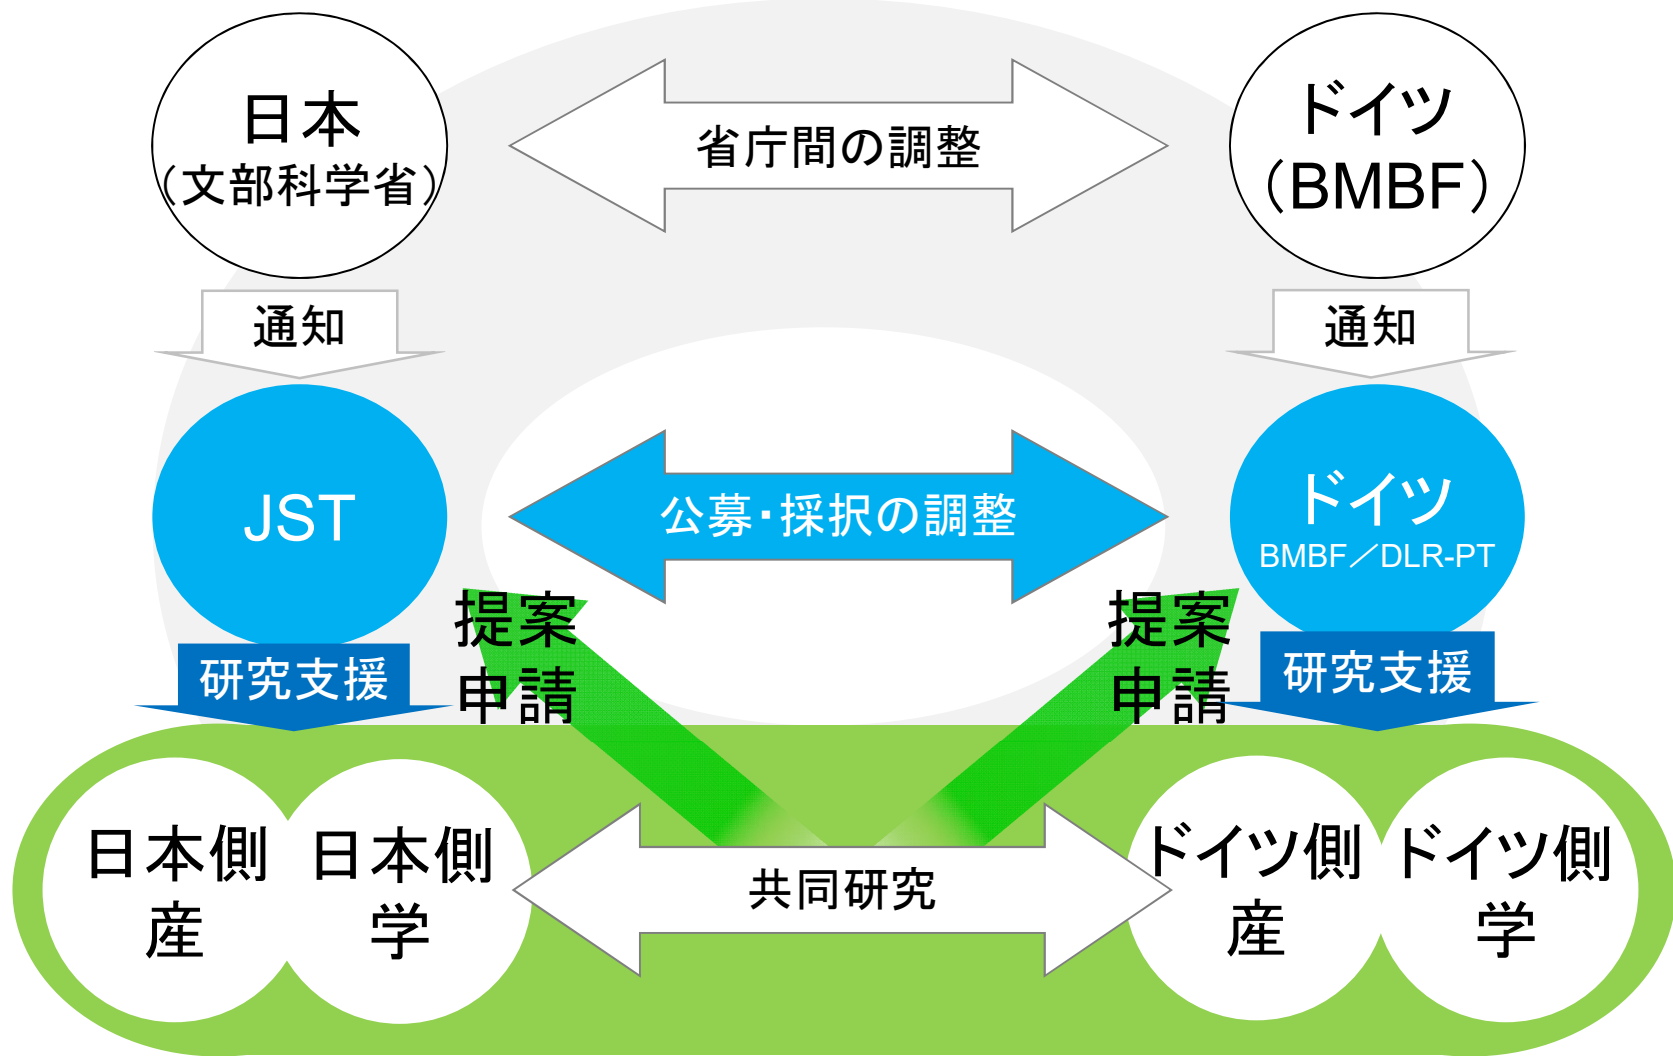 日本
（文部科学省）
省庁間の調整
ドイツ
（BMBF）
通知
通知
JST
公募・採択の調整
ドイツ
BMBF／DLR-PT
提案
申請
提案
申請
研究支援
研究支援
日本側
産
日本側
学
共同研究
ドイツ側
産
ドイツ側
学